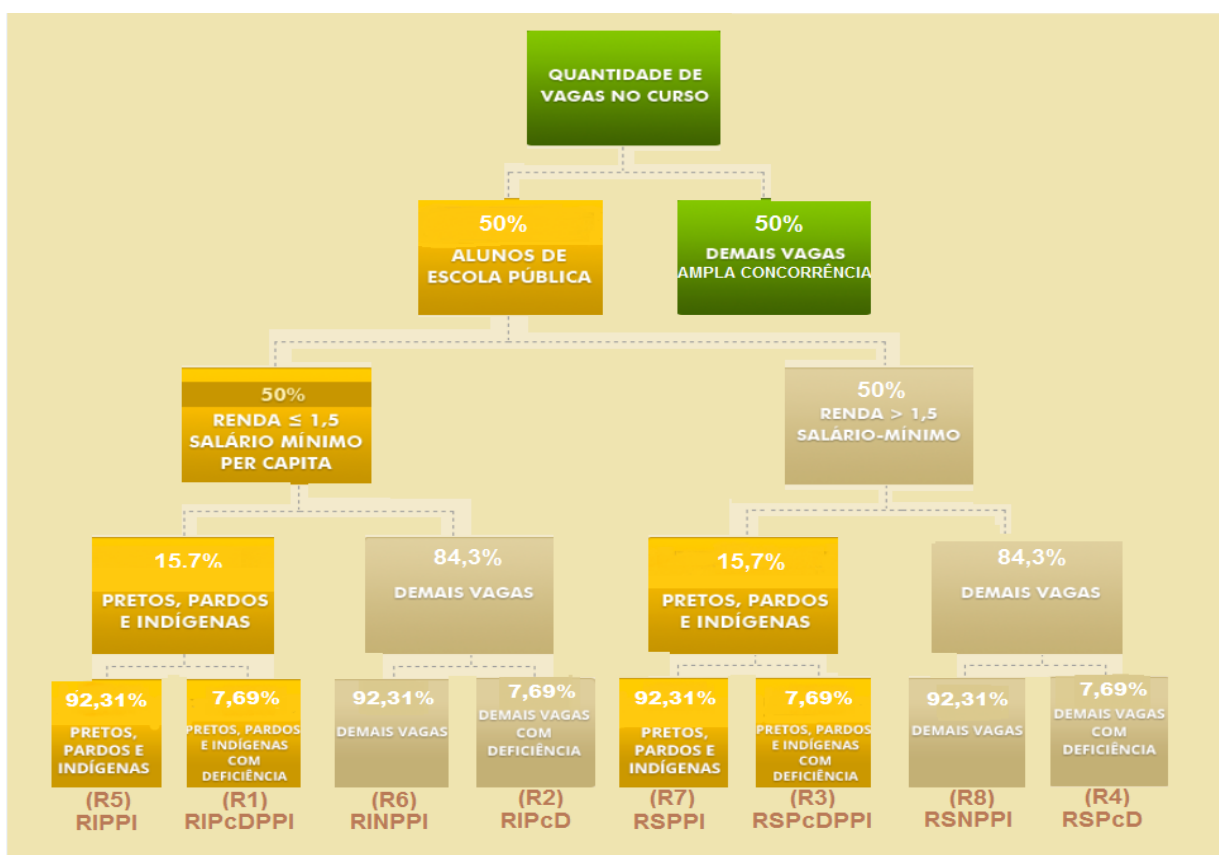 QUANTIDADE DE
VAGAS NO CURSO
50%
ALUNOS DE
ESCOLA PÚBLICA
50%
DEMAIS VAGAS
AMPLA CONCORRÊNCIA
50%
RENDA ≤ 1,5
SALÁRIO MÍNIMO
PER CAPITA
50%
RENDA > 1,5
SALÁRIO-MÍNIMO
15.7%
PRETOS, PARDOS
E INDÍGENAS
84,3%
DEMAIS VAGAS
15,7%
PRETOS, PARDOS
E INDÍGENAS
84,3%
DEMAIS VAGAS
92,31%
PRETOS,
PARDOS E
INDÍGENAS
(R5)
RIPPI
7,69%
PRETOS, PARDOS
E INDÍGENAS
COM
DEFICIÊNCIA
(R1)
RIPcDPPI
92,31%
DEMAIS VAGAS
(R6)
RINPPI
7,69%
DEMAIS VAGAS
COM
DEFICIÊNCIA
(R2)
RIPcD
92,31%
PRETOS,
PARDOS E
INDÍGENAS
(R7)
RSPPI
7,69%
PRETOS, PARDOS
E INDÍGENAS
COM
DEFICIÊNCIA
(R3)
RSPcDPPI
92,31%
DEMAIS VAGAS
(R8)
RSNPPI
7,69%
DEMAIS VAGAS
COM
DEFICIÊNCIA
(R4)
RSPcD